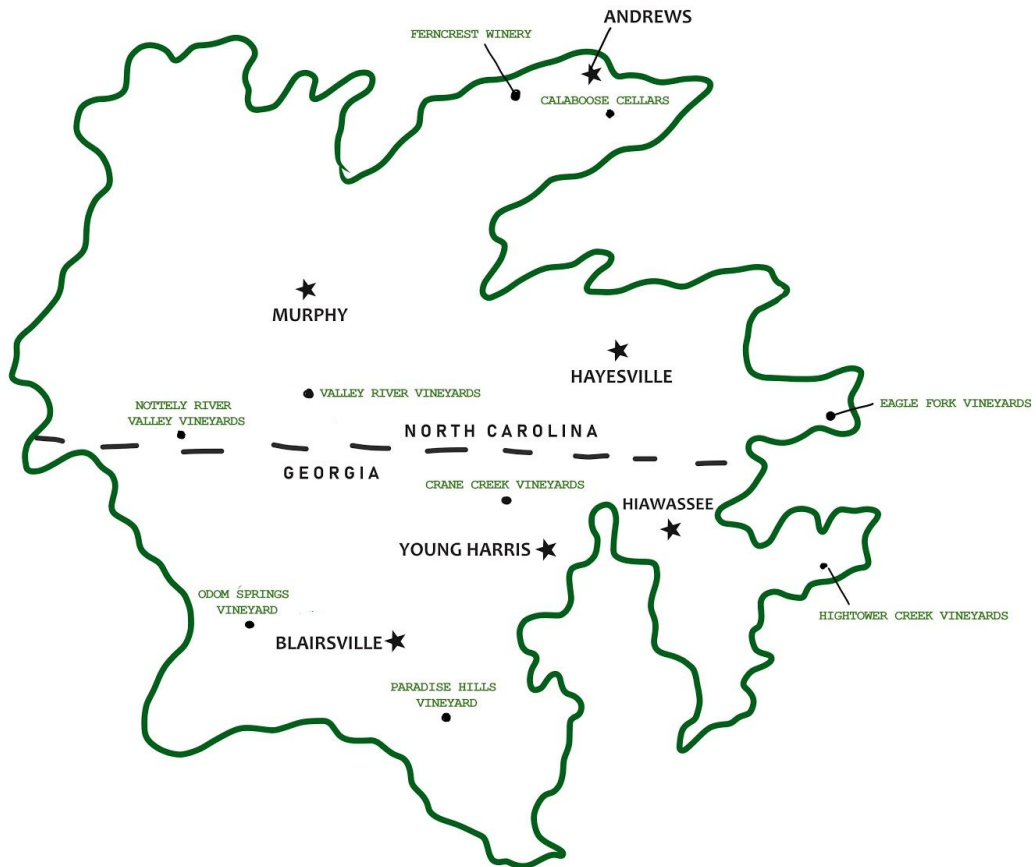 ANDREWS
FERNCREST WINERY
CALABOOSE CELLARS
MURPHY
HAYESVILLE
VALLEY RIVER VINEYARDS
NOTTELY RIVER
VALLEY VINEYARDS
EAGLE FORK VINEYARDS
NORTH CAROLINA
GEORGIA
CRANE CREEK VINEYARDS
HIAWASSEE
YOUNG HARRIS
ODOM SPRINGS
VINEYARD
HIGHTOWER CREEK VINEYARDS
BLAIRSVILLE
PARADISE HILLS
VINEYARD